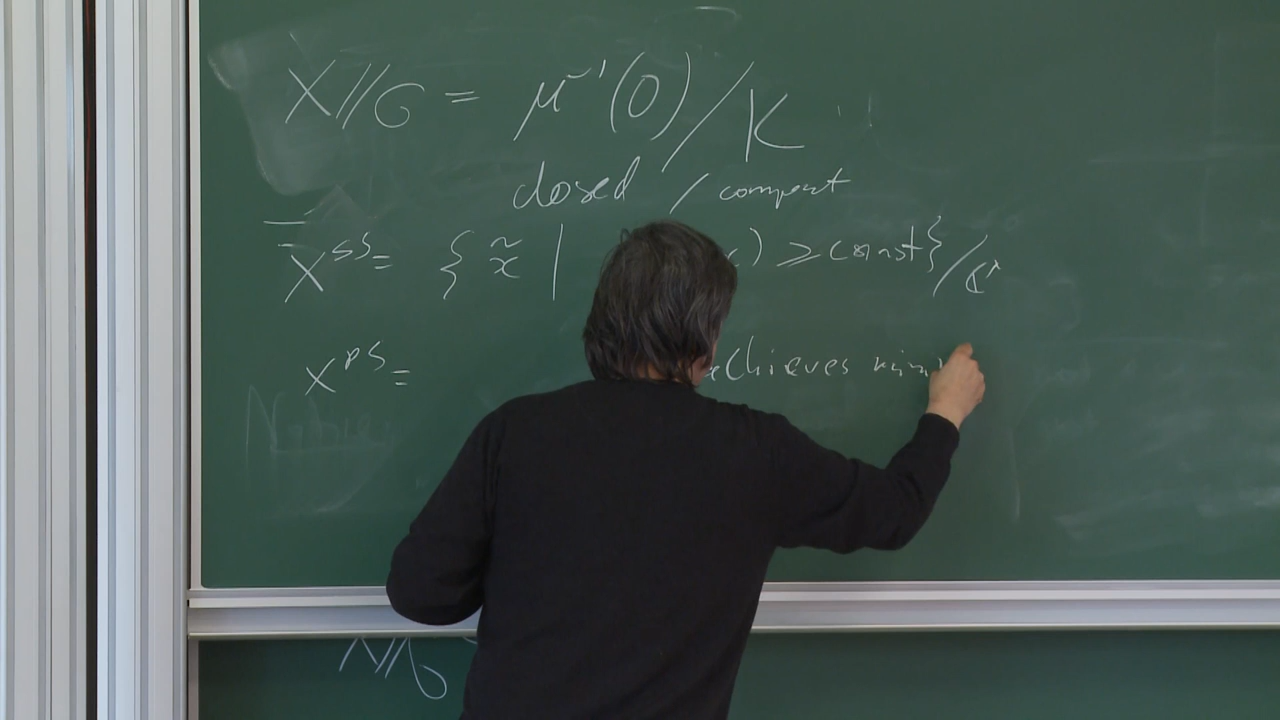 X//G = μ⁻¹(0)/K
closed / compact
X^{ss} = { x̃ | ) ≥ const}/ℂ*
X^{ps} = achieves
N//G